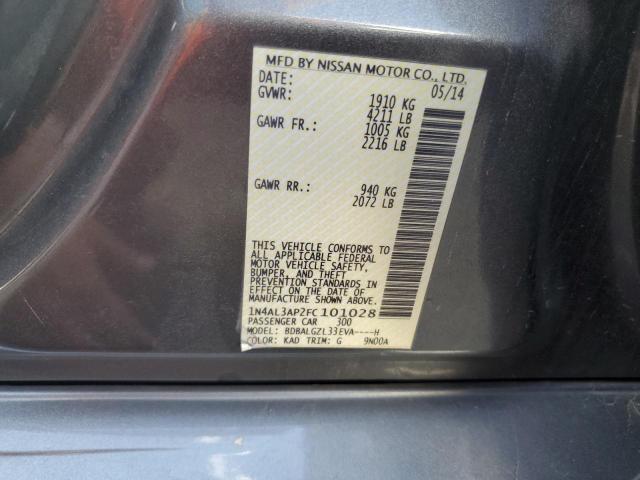 MFD BY NISSAN MOTOR CO., LTD.
DATE: 05/14
GVWR: 1910 KG
4211 LB
GAWR FR.: 1005 KG
2216 LB
GAWR RR.: 940 KG
2072 LB
THIS VEHICLE CONFORMS TO
ALL APPLICABLE FEDERAL
MOTOR VEHICLE SAFETY,
BUMPER, AND THEFT
PREVENTION STANDARDS IN
EFFECT ON THE DATE OF
MANUFACTURE SHOWN ABOVE.
1N4AL3AP2FC101028
PASSENGER CAR 300
MODEL: BDBALGZL33EVA----H
COLOR: KAD TRIM: G 9N00A